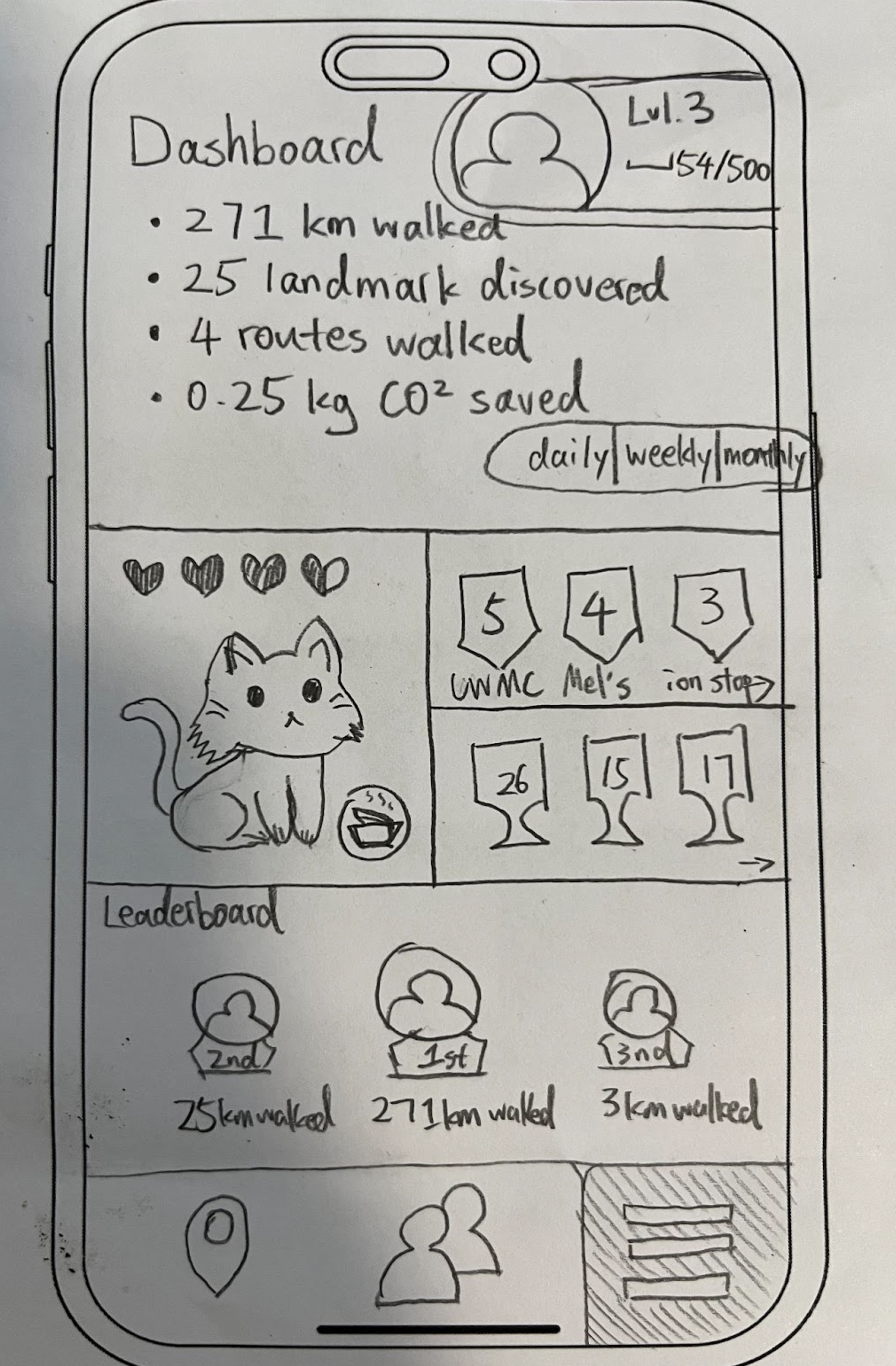 Dashboard
Lvl.3
54/500
• 271 km walked
• 25 landmark discovered
• 4 routes walked
• 0.25 kg CO² saved
daily|weekly|monthly
5 4 3
UWMC Mel's ion stop
26 15 17
Leaderboard
2nd 1st 3nd
25km walked 271km walked 3km walked